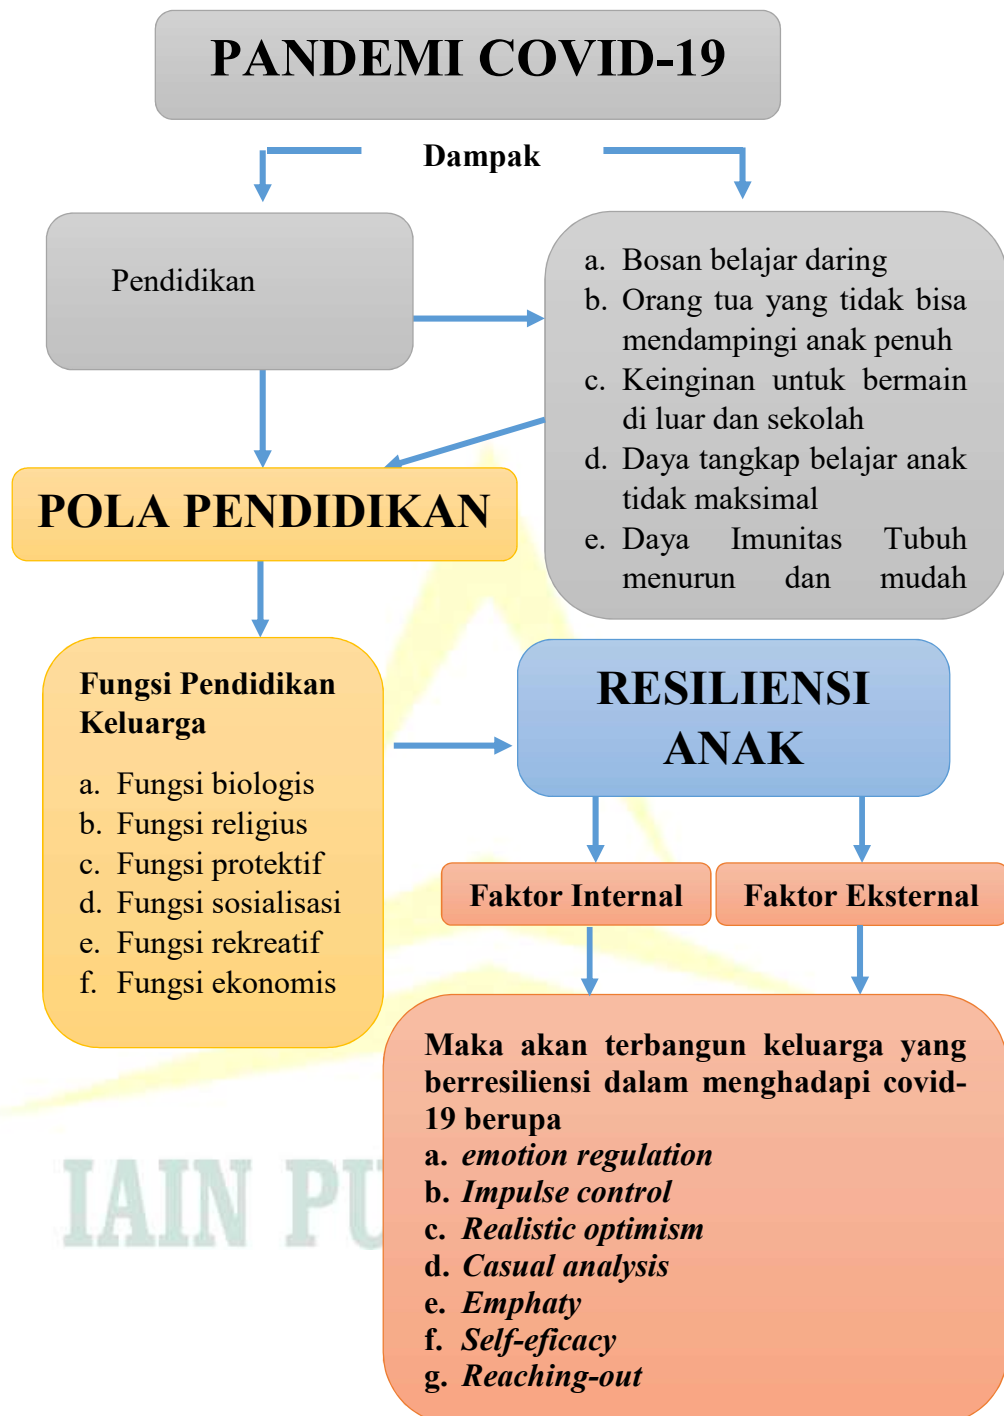 PANDEMI COVID-19
Dampak
Pendidikan
a. Bosan belajar daring
b. Orang tua yang tidak bisa
mendampingi anak penuh
c. Keinginan untuk bermain
di luar dan sekolah
d. Daya tangkap belajar anak
tidak maksimal
e. Daya Imunitas Tubuh
menurun dan mudah
POLA PENDIDIKAN
Fungsi Pendidikan
Keluarga
a. Fungsi biologis
b. Fungsi religius
c. Fungsi protektif
d. Fungsi sosialisasi
e. Fungsi rekreatif
f. Fungsi ekonomis
RESILIENSI
ANAK
Faktor Internal
Faktor Eksternal
Maka akan terbangun keluarga yang
berresiliensi dalam menghadapi covid-
19 berupa
a. emotion regulation
b. Impulse control
c. Realistic optimism
d. Casual analysis
e. Emphaty
f. Self-eficacy
g. Reaching-out
IAIN PU